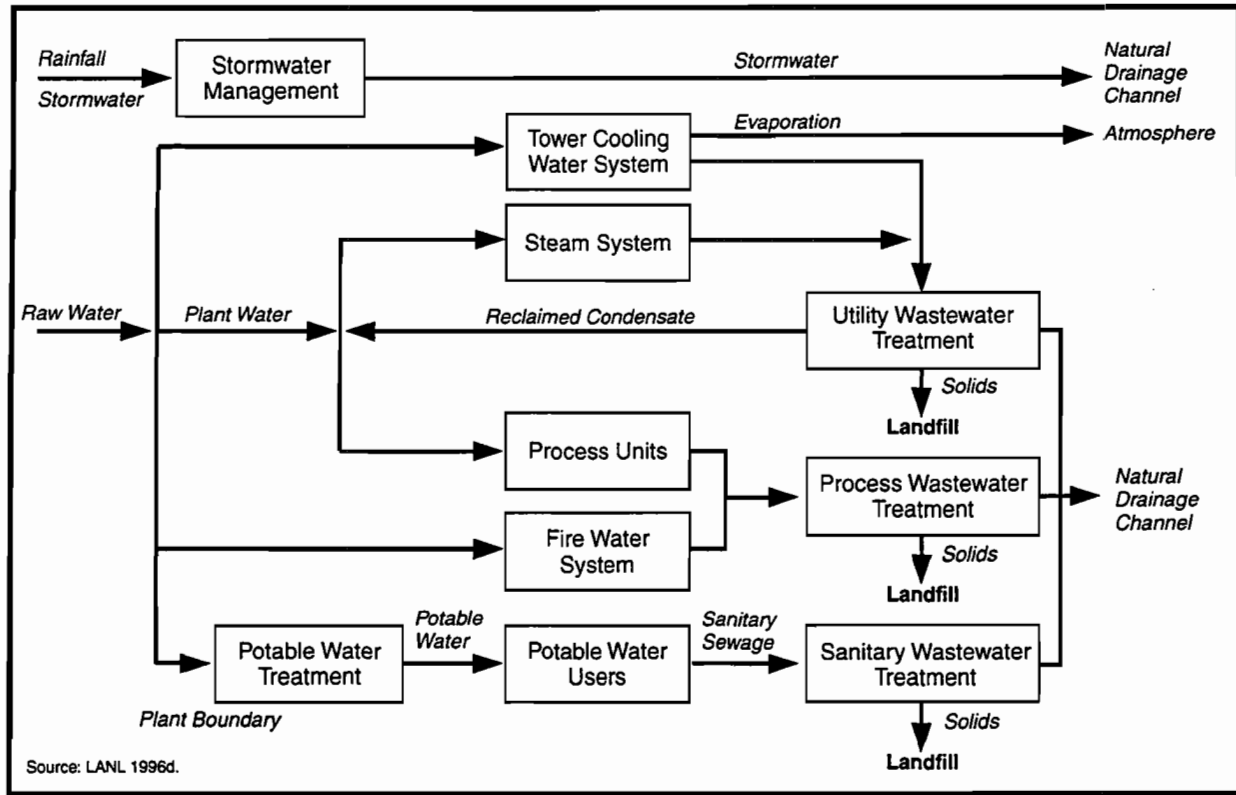 Rainfall
Stormwater
Stormwater
Management
Stormwater
Natural
Drainage
Channel
Tower Cooling
Water System
Evaporation
Atmosphere
Steam System
Raw Water
Plant Water
Reclaimed Condensate
Utility Wastewater
Treatment
Solids
Landfill
Process Units
Process Wastewater
Treatment
Natural
Drainage
Channel
Fire Water
System
Solids
Landfill
Potable Water
Treatment
Potable
Water
Potable Water
Users
Sanitary
Sewage
Sanitary Wastewater
Treatment
Plant Boundary
Solids
Landfill
Source: LANL 1996d.